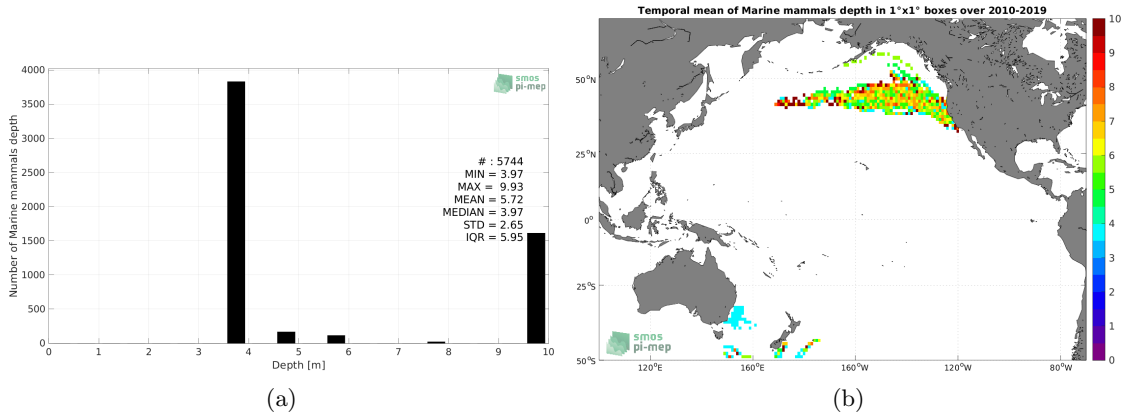 4000
3500
3000
2500
2000
1500
1000
500
0
Number of Marine mammals depth
smos
pi-mep
# : 5744
MIN = 3.97
MAX = 9.93
MEAN = 5.72
MEDIAN = 3.97
STD = 2.65
IQR = 5.95
0 1 2 3 4 5 6 7 8 9 10
Depth [m]
(a)
Temporal mean of Marine mammals depth in 1°x1° boxes over 2010-2019
50°N
25°N
0°
25°S
50°S
smos
pi-mep
120°E 160°E 160°W 120°W 80°W
10
9
8
7
6
5
4
3
2
1
0
(b)